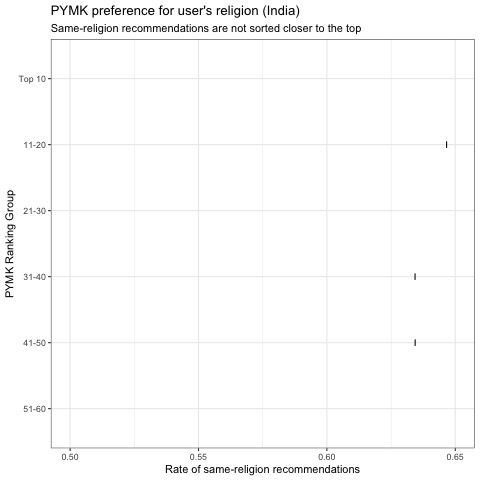 PYMK preference for user's religion (India)
Same-religion recommendations are not sorted closer to the top
PYMK Ranking Group
Top 10
11-20
21-30
31-40
41-50
51-60
0.50 0.55 0.60 0.65
Rate of same-religion recommendations